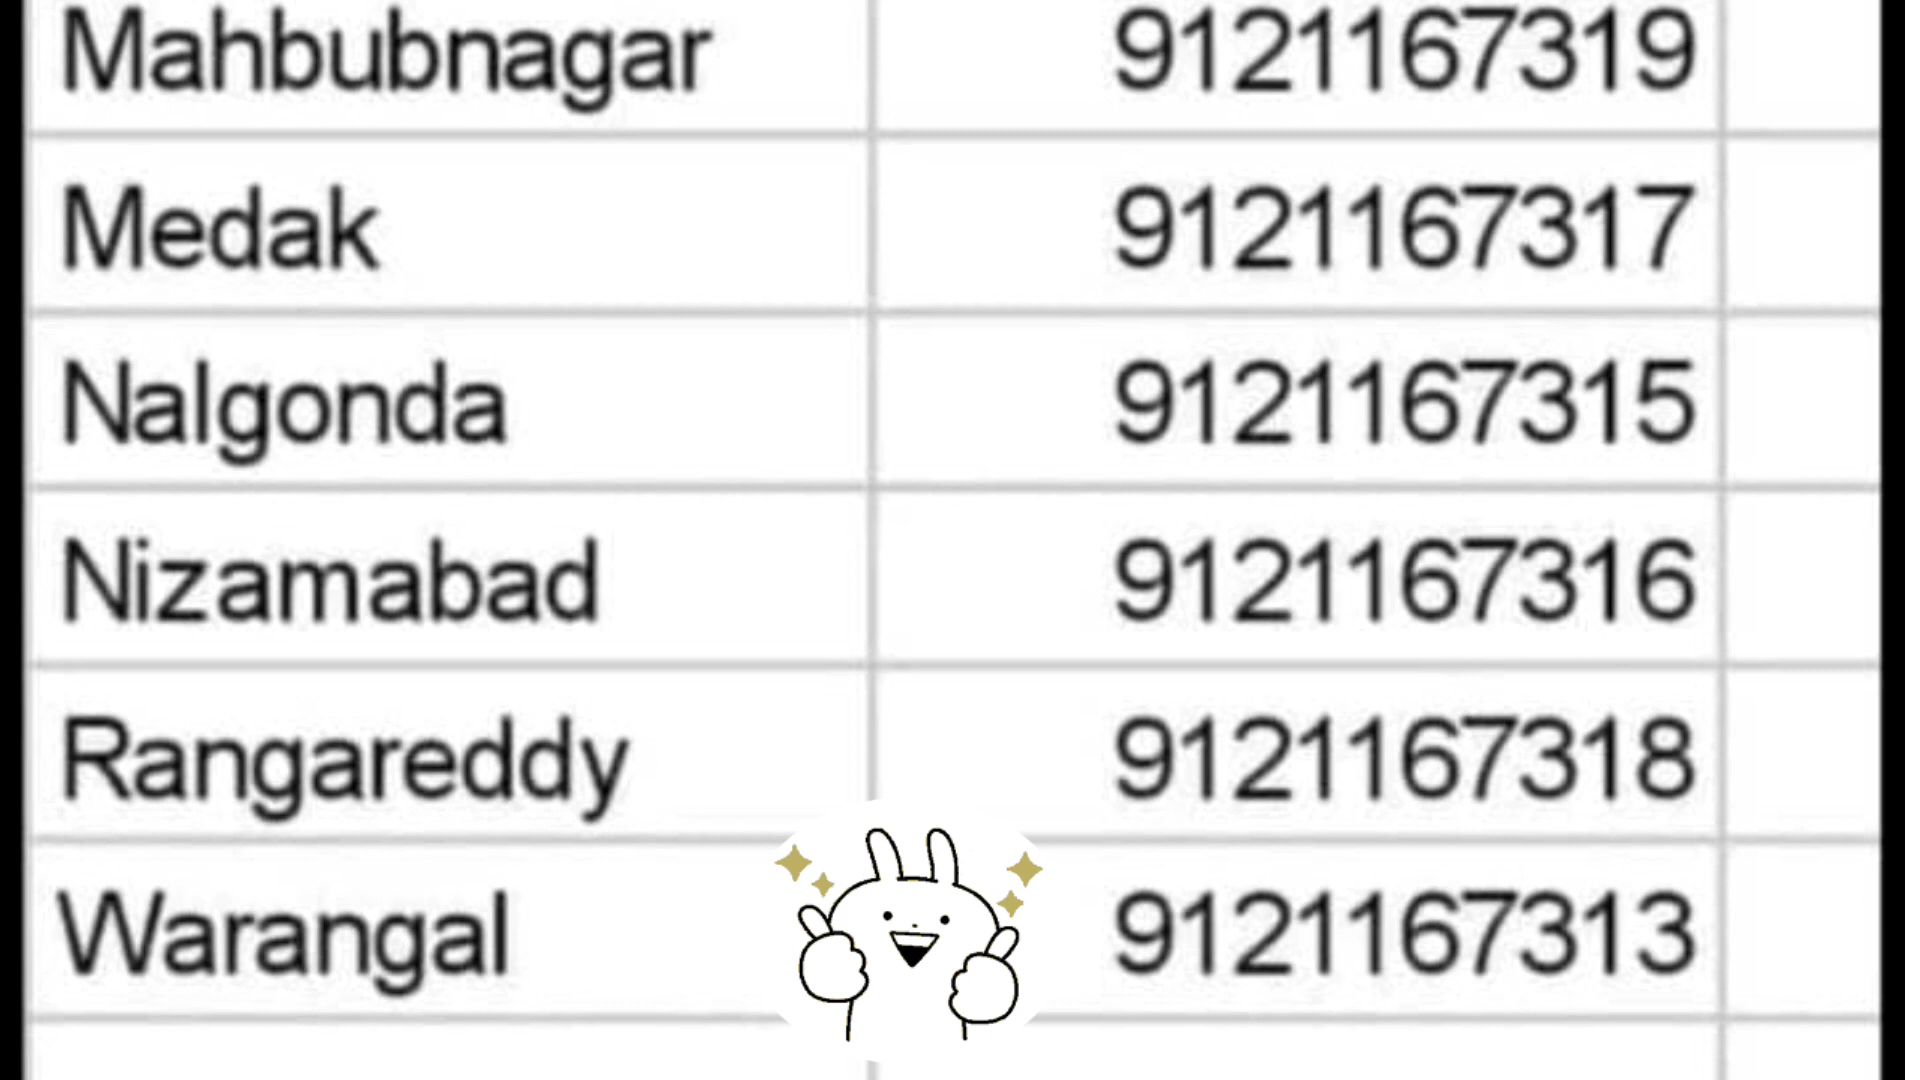 Mahbubnagar 9121167319
Medak 9121167317
Nalgonda 9121167315
Nizamabad 9121167316
Rangareddy 9121167318
Warangal 9121167313